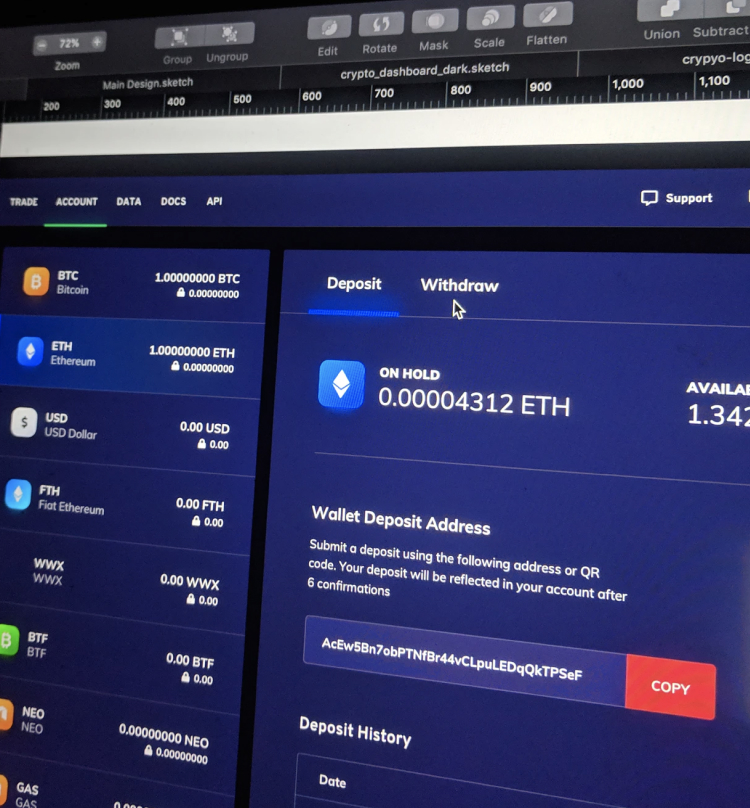 72%
Zoom
Group
Ungroup
Edit
Rotate
Mask
Scale
Flatten
Union
Subtract
Main Design.sketch
crypto_dashboard_dark.sketch
crypyo-log
200
300
400
500
600
700
800
900
1,000
1,100
TRADE
ACCOUNT
DATA
DOCS
API
Support
BTC
Bitcoin
1.00000000 BTC
0.00000000
ETH
Ethereum
1.00000000 ETH
0.00000000
USD
USD Dollar
0.00 USD
0.00
FTH
Fiat Ethereum
0.00 FTH
0.00
WWX
WWX
0.00 WWX
0.00
BTF
BTF
0.00 BTF
0.00
NEO
NEO
0.00000000 NEO
0.00000000
GAS
GAS
Deposit
Withdraw
ON HOLD
0.00004312 ETH
AVAILAB
1.342
Wallet Deposit Address
Submit a deposit using the following address or QR
code. Your deposit will be reflected in your account after
6 confirmations
AcEw5Bn7obPTNfBr44vCLpuLEDqQkTPSeF
COPY
Deposit History
Date